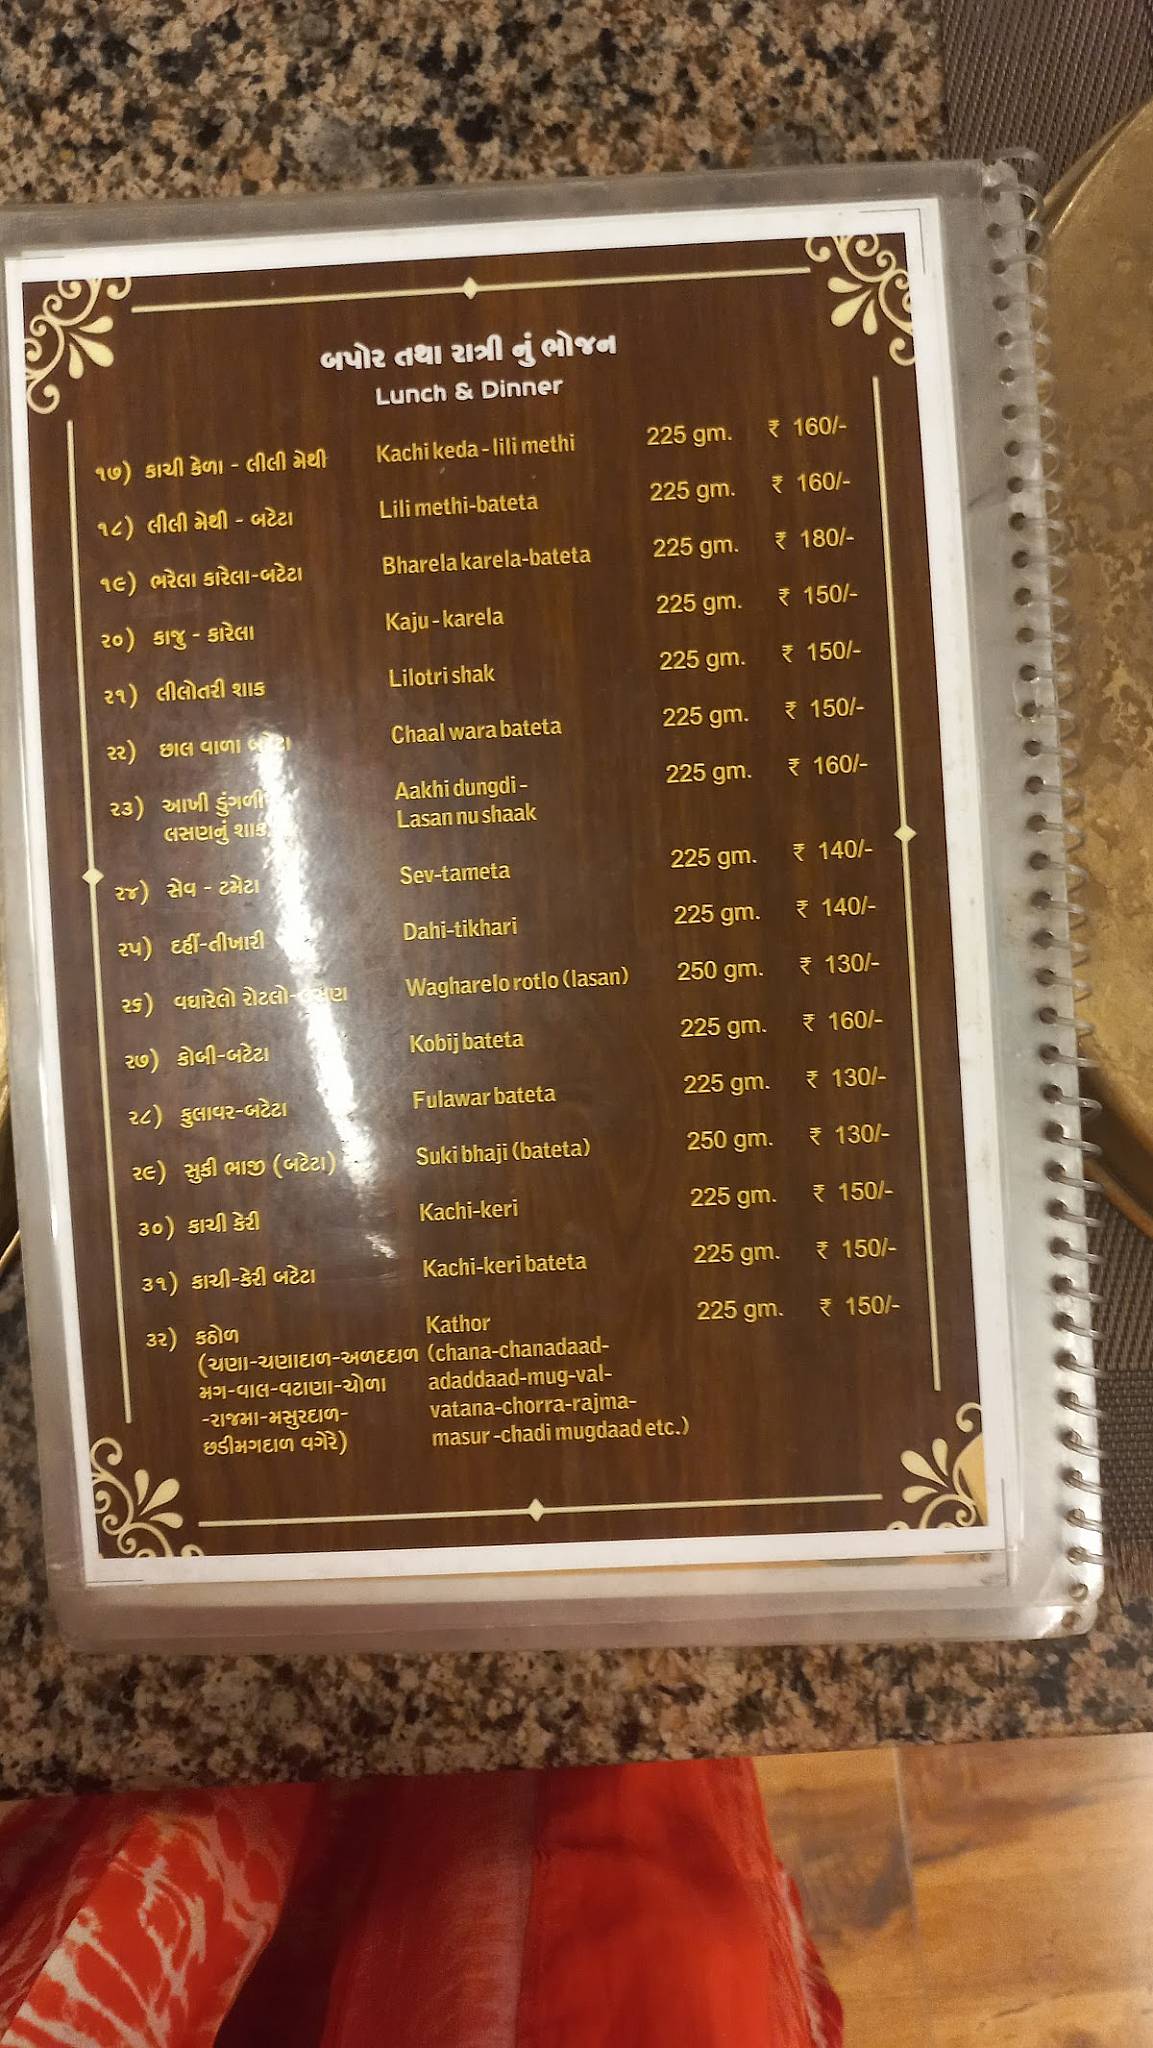 બપોર તથા રાત્રી નું ભોજન
Lunch & Dinner
૧૭) કાચી કેળા - લીલી મેથી Kachi keda - lili methi 225 gm. ₹ 160/-
૧૮) લીલી મેથી - બટેટા Lili methi-bateta 225 gm. ₹ 160/-
૧૯) ભરેલા કારેલા-બટેટા Bharela karela-bateta 225 gm. ₹ 180/-
૨૦) કાજુ - કારેલા Kaju - karela 225 gm. ₹ 150/-
૨૧) લીલોતરી શાક Lilotri shak 225 gm. ₹ 150/-
૨૨) છાલ વાળા બટેટા Chaal wara bateta 225 gm. ₹ 150/-
૨૩) આખી ડુંગળી Aakhi dungdi - 225 gm. ₹ 160/-
લસણનું શાક Lasan nu shaak
૨૪) સેવ - ટમેટા Sev-tameta 225 gm. ₹ 140/-
૨૫) દહીં-તીખારી Dahi-tikhari 225 gm. ₹ 140/-
૨૬) વઘારેલો રોટલો-લસણ Wagharelo rotlo (lasan) 250 gm. ₹ 130/-
૨૭) કોબી-બટેટા Kobij bateta 225 gm. ₹ 160/-
૨૮) ફુલાવર-બટેટા Fulawar bateta 225 gm. ₹ 130/-
૨૯) સુકી ભાજી (બટેટા) Suki bhaji (bateta) 250 gm. ₹ 130/-
૩૦) કાચી કેરી Kachi-keri 225 gm. ₹ 150/-
૩૧) કાચી-કેરી બટેટા Kachi-keri bateta 225 gm. ₹ 150/-
૩૨) કઠોળ Kathor 225 gm. ₹ 150/-
(ચણા-ચણાદાળ-અળદદાળ (chana-chanadaad-
મગ-વાલ-વટાણા-ચોળા adaddaad-mug-val-
-રાજમા-મસુરદાળ- vatana-chorra-rajma-
છડીમગદાળ વગેરે) masur -chadi mugdaad etc.)